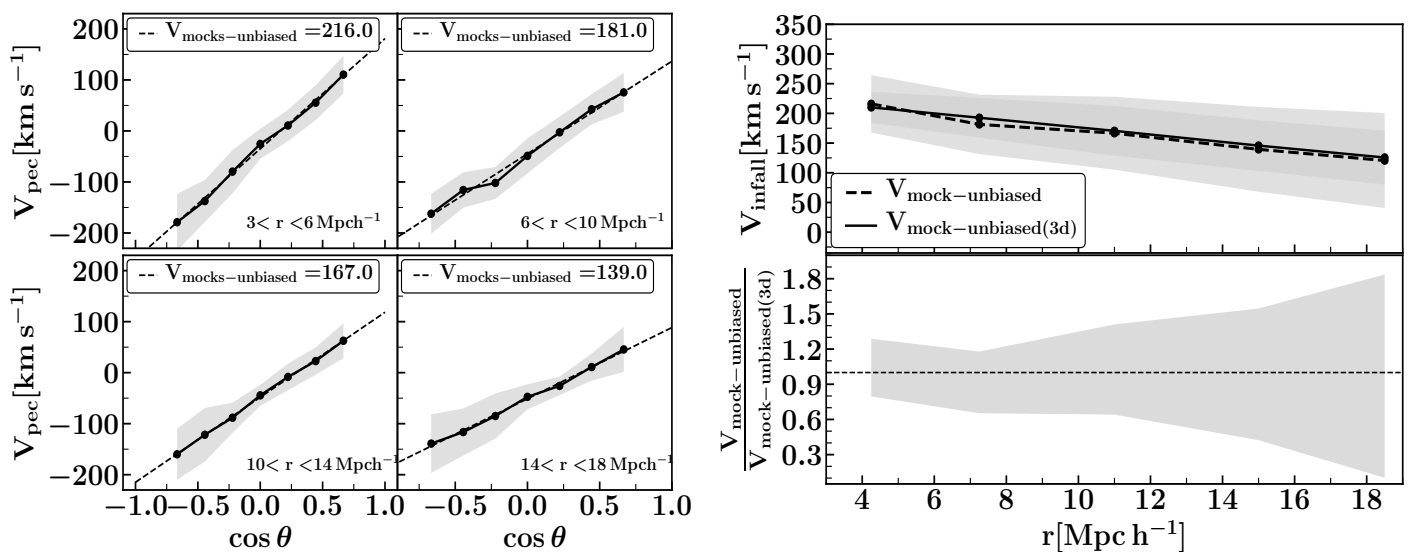 V_pec[km s^−1]
200
100
0
−100
−200
V_mocks−unbiased =216.0
3< r <6 Mpch^−1
V_mocks−unbiased =181.0
6< r <10 Mpch^−1
V_pec[km s^−1]
200
100
0
−100
−200
V_mocks−unbiased =167.0
10< r <14 Mpch^−1
V_mocks−unbiased =139.0
14< r <18 Mpch^−1
−1.0 −0.5 0.0 0.5 1.0
−0.5 0.0 0.5 1.0
cos θ
cos θ
V_infall[km s^−1]
350
300
250
200
150
100
50
0
V_mock−unbiased
V_mock−unbiased(3d)
V_mock−unbiased
V_mock−unbiased(3d)
1.8
1.5
1.2
0.9
0.6
0.3
4 6 8 10 12 14 16 18
r[Mpc h^−1]